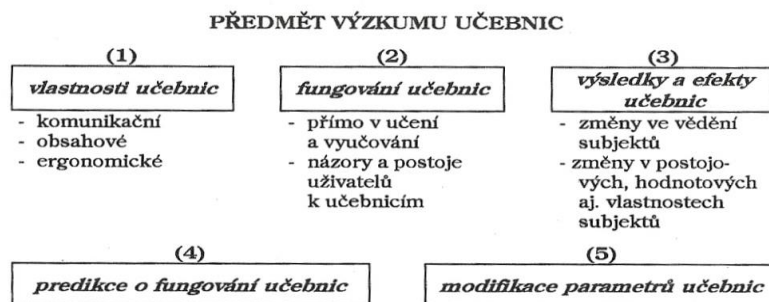 PŘEDMĚT VÝZKUMU UČEBNIC
(1)
vlastnosti učebnic
- komunikační
- obsahové
- ergonomické
(2)
fungování učebnic
- přímo v učení
a vyučování
- názory a postoje
uživatelů
k učebnicím
(3)
výsledky a efekty
učebnic
- změny ve vědění
subjektů
- změny v postojo-
vých, hodnotových
aj. vlastnostech
subjektů
(4)
predikce o fungování učebnic
(5)
modifikace parametrů učebnic